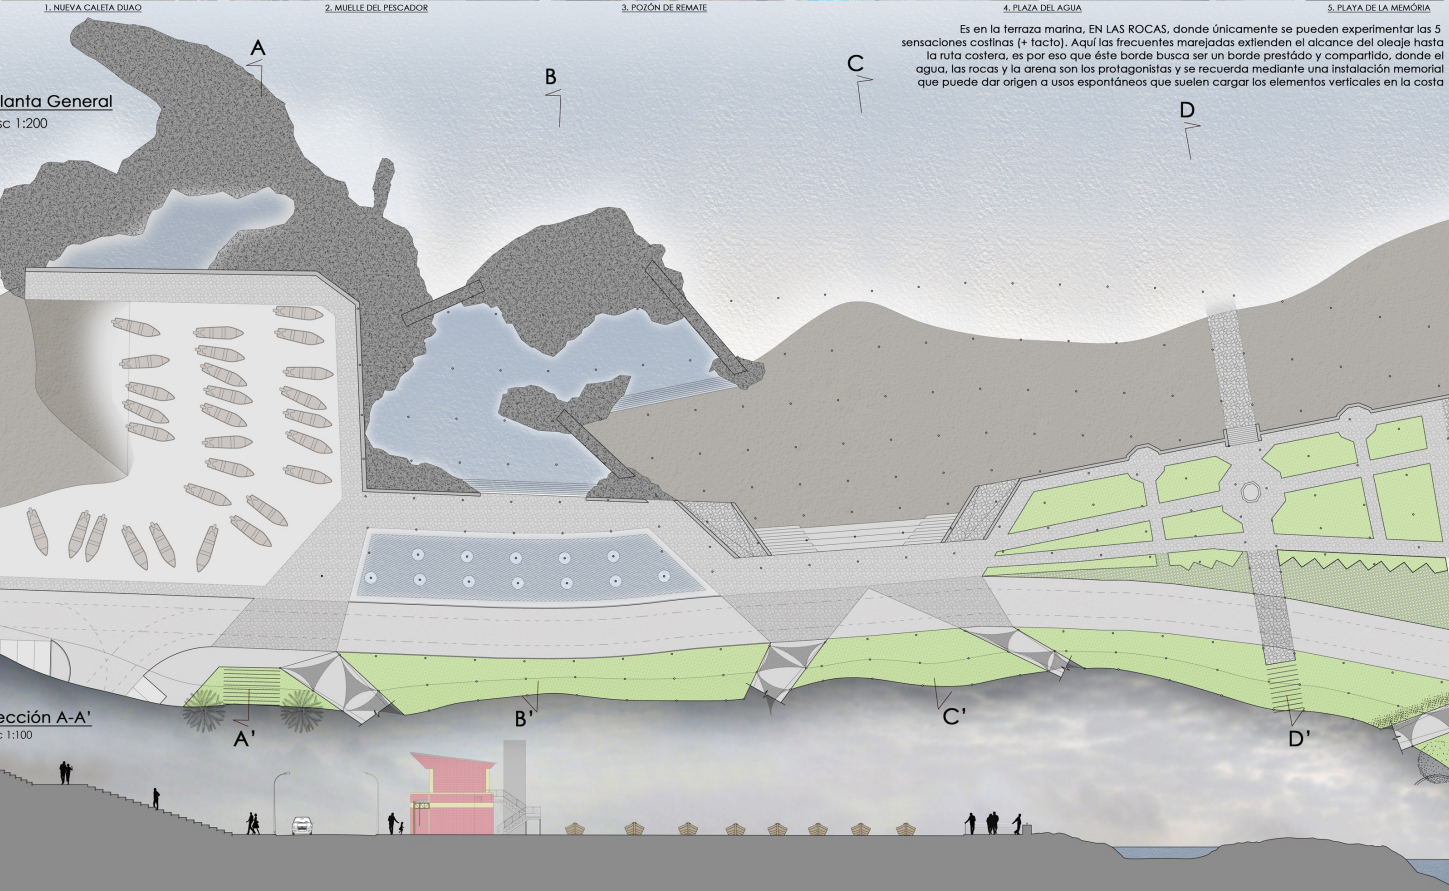 1. NUEVA CALETA DUAO
2. MUELLE DEL PESCADOR
3. POZÓN DE REMATE
4. PLAZA DEL AGUA
5. PLAYA DE LA MEMÓRIA
Es en la terraza marina, EN LAS ROCAS, donde únicamente se pueden experimentar las 5
sensaciones costinas (+ tacto). Aquí las frecuentes marejadas extienden el alcance del oleaje hasta
la ruta costera, es por eso que éste borde busca ser un borde prestádo y compartido, donde el
agua, las rocas y la arena son los protagonistas y se recuerda mediante una instalación memorial
que puede dar origen a usos espontáneos que suelen cargar los elementos verticales en la costa
A
B
C
D
lanta General
sc 1:200
A'
B'
C'
D'
ección A-A'
c 1:100